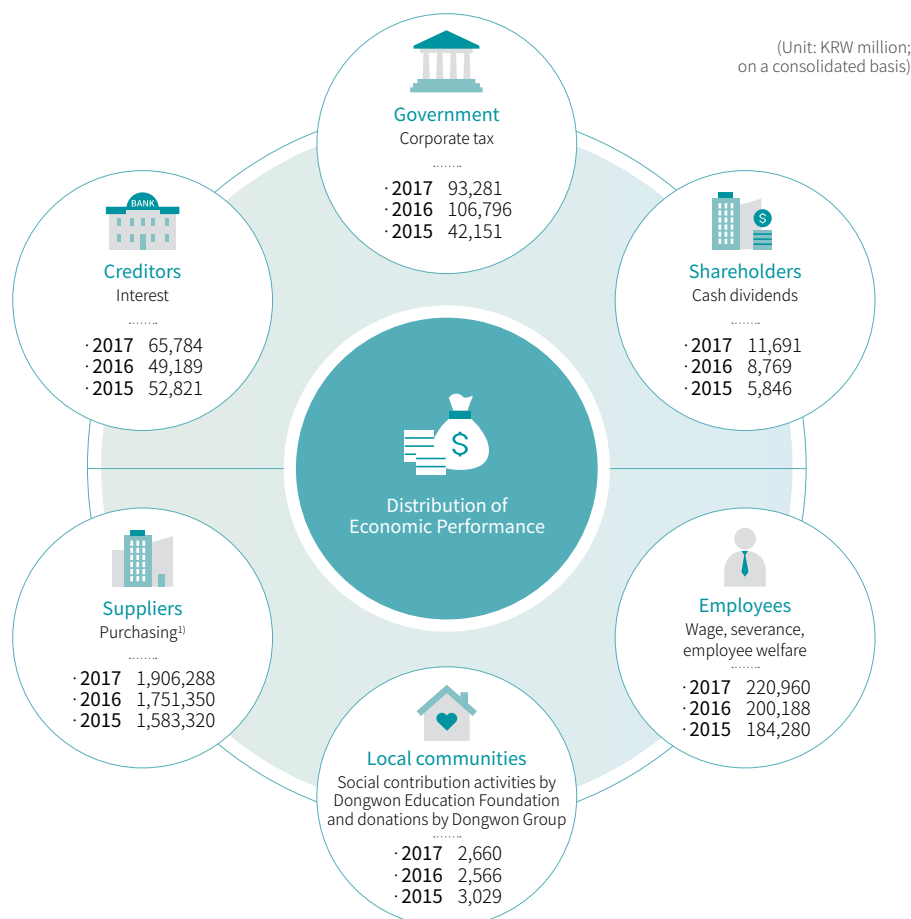 (Unit: KRW million;
on a consolidated basis)
Government
Corporate tax
· 2017 93,281
· 2016 106,796
· 2015 42,151
BANK
Creditors
Interest
· 2017 65,784
· 2016 49,189
· 2015 52,821
$
Shareholders
Cash dividends
· 2017 11,691
· 2016 8,769
· 2015 5,846
$
Distribution of
Economic Performance
Suppliers
Purchasing1)
· 2017 1,906,288
· 2016 1,751,350
· 2015 1,583,320
Employees
Wage, severance,
employee welfare
· 2017 220,960
· 2016 200,188
· 2015 184,280
Local communities
Social contribution activities by
Dongwon Education Foundation
and donations by Dongwon Group
· 2017 2,660
· 2016 2,566
· 2015 3,029